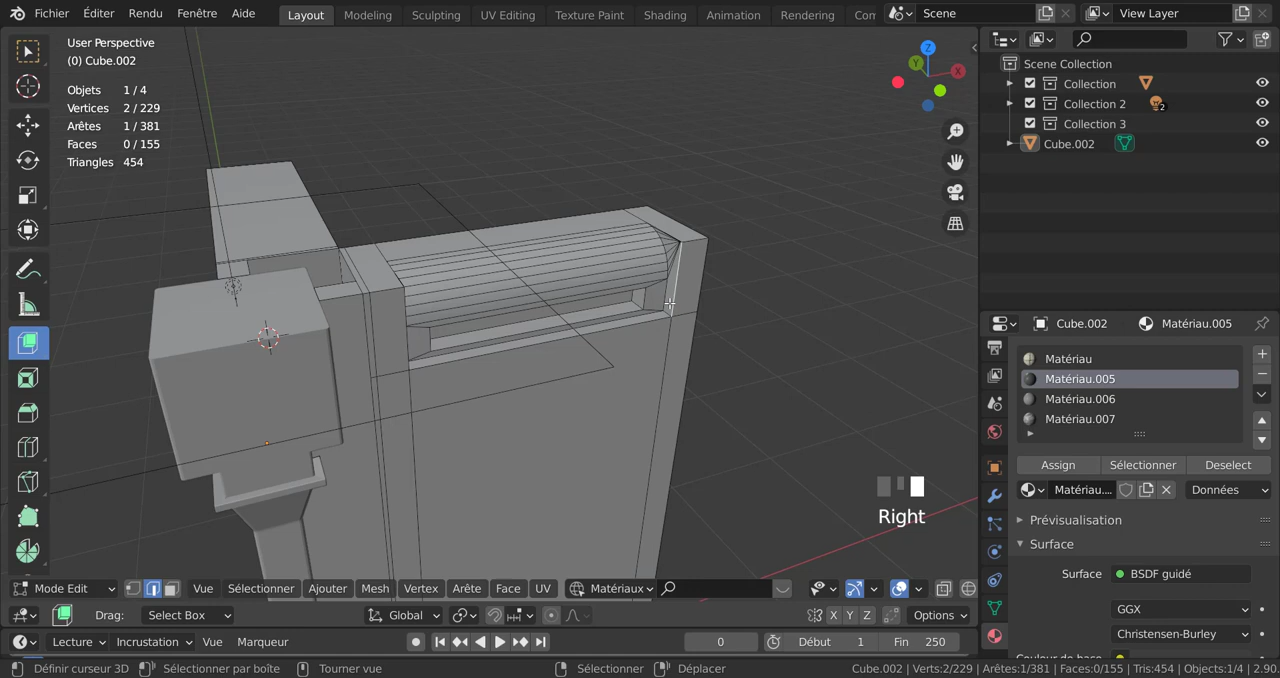 Fichier Éditer Rendu Fenêtre Aide Layout Modeling Sculpting UV Editing Texture Paint Shading Animation Rendering Com Scene View Layer
User Perspective
(0) Cube.002
Objets 1 / 4
Vertices 2 / 229
Arêtes 1 / 381
Faces 0 / 155
Triangles 454
Z
Y
X
Scene Collection
Collection
Collection 2 2
Collection 3
Cube.002
Cube.002 Matériau.005
Matériau
Matériau.005
Matériau.006
Matériau.007
Assign Sélectionner Deselect
Matériau.... Données
Prévisualisation
Surface
Surface BSDF guidé
GGX
Christensen-Burley
Right
Mode Edit Vue Sélectionner Ajouter Mesh Vertex Arête Face UV Matériaux
Drag: Select Box Global X Y Z Options
Lecture Incrustation Vue Marqueur 0 Début 1 Fin 250
Définir curseur 3D Sélectionner par boîte Tourner vue Sélectionner Déplacer Cube.002 | Verts:2/229 | Arêtes:1/381 | Faces:0/155 | Tris:454 | Objects:1/4 | 2.90.